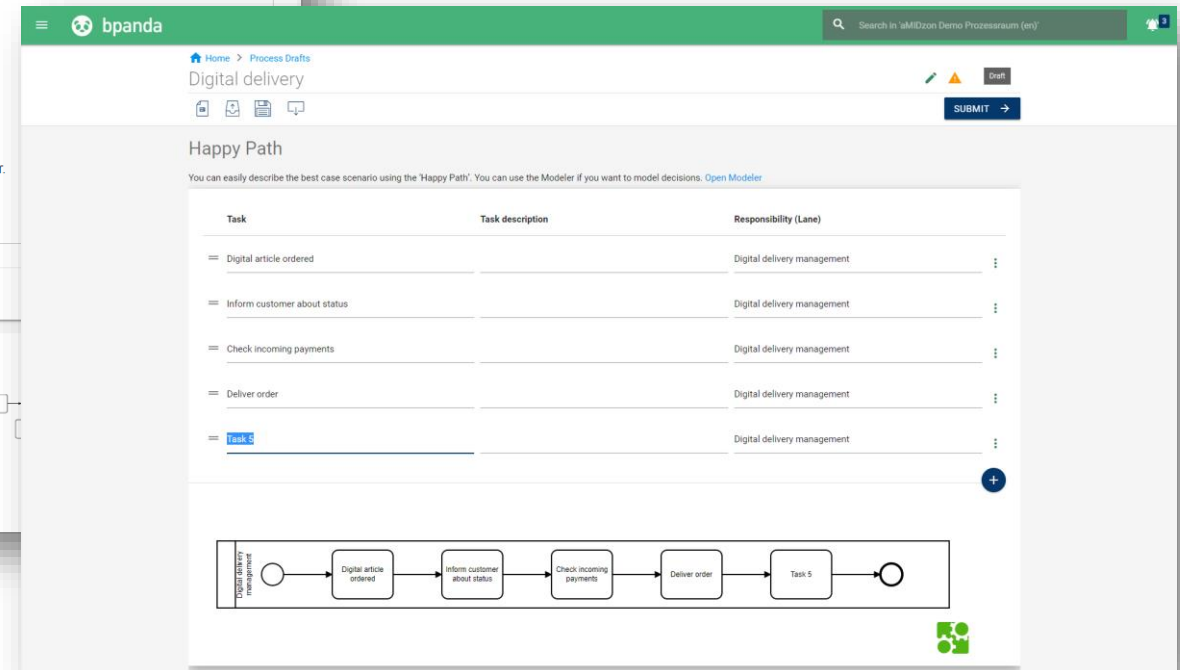 bpanda
Search in 'aMIDzon Demo Prozessraum (en)'
3
Home > Process Drafts
Digital delivery
Draft
SUBMIT →
Happy Path
r.
You can easily describe the best case scenario using the 'Happy Path'. You can use the Modeler if you want to model decisions. Open Modeler
Task Task description Responsibility (Lane)
Digital article ordered Digital delivery management
Inform customer about status Digital delivery management
Check incoming payments Digital delivery management
Deliver order Digital delivery management
Task 5 Digital delivery management
+
Digital delivery
management
Digital article
ordered
Inform customer
about status
Check incoming
payments
Deliver order
Task 5